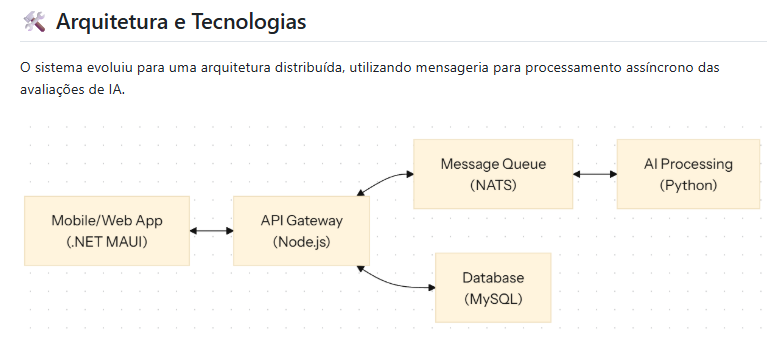 🛠️ Arquitetura e Tecnologias
O sistema evoluiu para uma arquitetura distribuída, utilizando mensageria para processamento assíncrono das
avaliações de IA.
Mobile/Web App
(.NET MAUI)
API Gateway
(Node.js)
Message Queue
(NATS)
AI Processing
(Python)
Database
(MySQL)